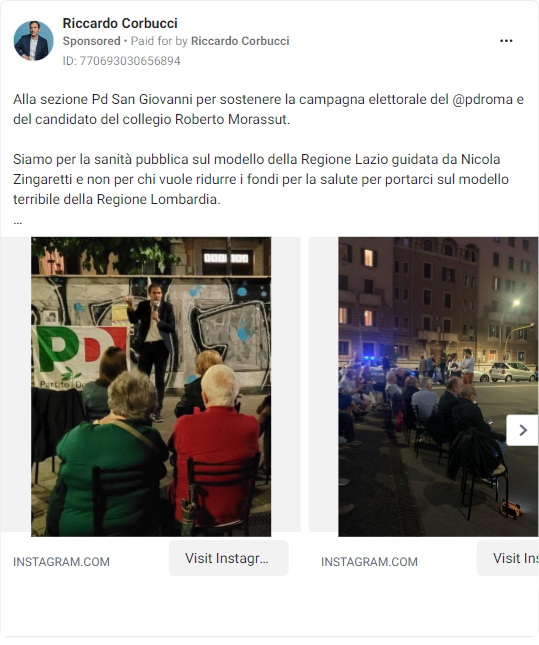 Riccardo Corbucci
Sponsored • Paid for by Riccardo Corbucci
ID: 770693030656894
Alla sezione Pd San Giovanni per sostenere la campagna elettorale del @pdroma e
del candidato del collegio Roberto Morassut.
Siamo per la sanità pubblica sul modello della Regione Lazio guidata da Nicola
Zingaretti e non per chi vuole ridurre i fondi per la salute per portarci sul modello
terribile della Regione Lombardia.
...
PD
Partito
INSTAGRAM.COM
Visit Instagr...
INSTAGRAM.COM
Visit Ins